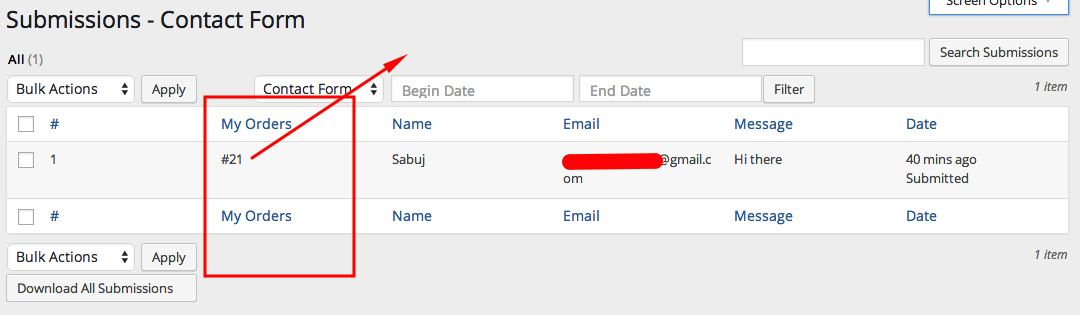 Screen Options
Submissions - Contact Form
All (1)
Search Submissions
Bulk Actions Apply Contact Form Begin Date End Date Filter 1 item
# My Orders Name Email Message Date
1 #21 Sabuj @gmail.c Hi there 40 mins ago
om Submitted
# My Orders Name Email Message Date
Bulk Actions Apply 1 item
Download All Submissions